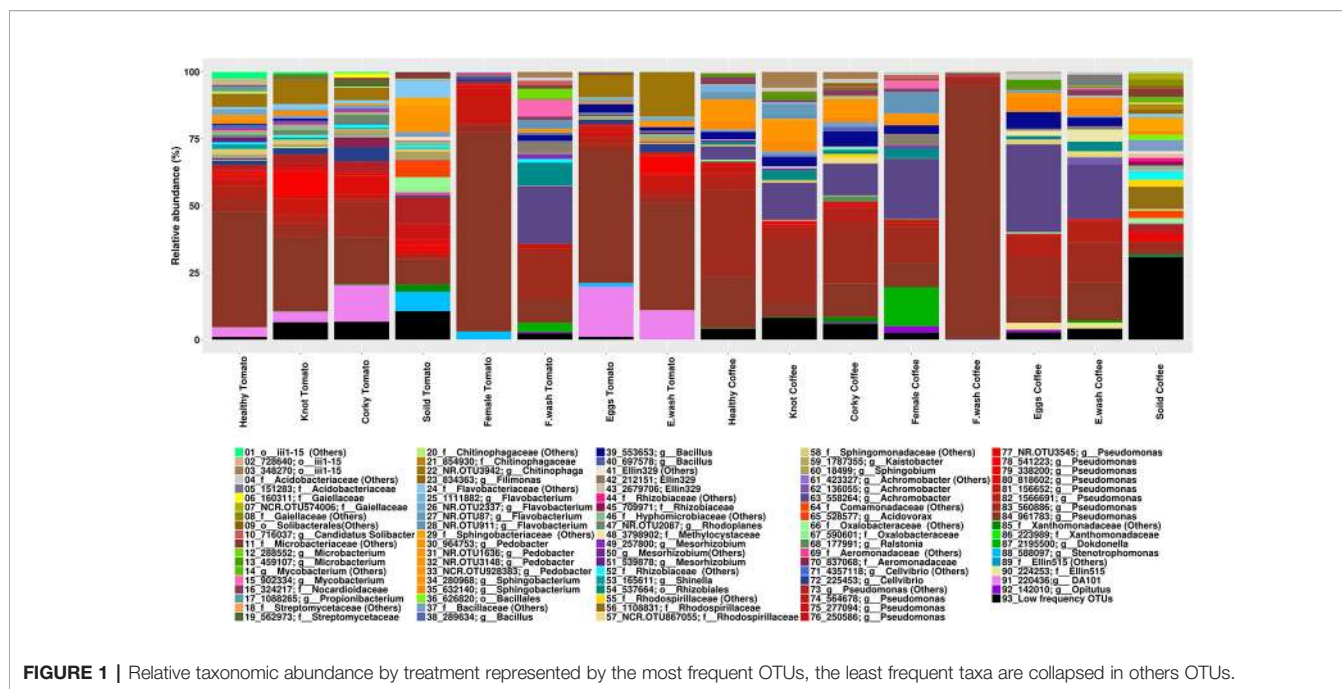 100
75
50
25
0
Relative abundance (%)
Healthy Tomato
Knot Tomato
Corky Tomato
Soild Tomato
Female Tomato
F.wash Tomato
Eggs Tomato
E.wash Tomato
Healthy Coffee
Knot Coffee
Corky Coffee
Female Coffee
F.wash Coffee
Eggs Coffee
E.wash Coffee
Soild Coffee
01_o__iii1-15 (Others)
02_728640; o__iii1-15
03_348270; o__iii1-15
04_f__Acidobacteriaceae (Others)
05_151283; f__Acidobacteriaceae
06_160311; f__Gaiellaceae
07_NCR.OTU574006; f__Gaiellaceae
08_f__Gaiellaceae (Others)
09_o__Solibacterales(Others)
10_716037; g__Candidatus Solibacter
11_f__Microbacteriaceae (Others)
12_288552; g__Microbacterium
13_459107; g__Microbacterium
14_g__Mycobacterium (Others)
15_902334; g__Mycobacterium
16_324217; f__Nocardioidaceae
17_1088265; g__Propionibacterium
18_f__Streptomycetaceae (Others)
19_562973; f__Streptomycetaceae
20_f__Chitinophagaceae (Others)
21_654930; f__Chitinophagaceae
22_NR.OTU3942; g__Chitinophaga
23_834363; g__Filimonas
24_f__Flavobacteriaceae (Others)
25_1111882; g__Flavobacterium
26_NR.OTU2337; g__Flavobacterium
27_NR.OTU87; g__Flavobacterium
28_NR.OTU911; g__Flavobacterium
29_f__Sphingobacteriaceae (Others)
30_964753; g__Pedobacter
31_NR.OTU1636; g__Pedobacter
32_NR.OTU3148; g__Pedobacter
33_NCR.OTU928383; g__Pedobacter
34_280968; g__Sphingobacterium
35_632140; g__Sphingobacterium
36_626820; o__Bacillales
37_f__Bacillaceae (Others)
38_289634; g__Bacillus
39_553653; g__Bacillus
40_697578; g__Bacillus
41_Ellin329 (Others)
42_212151; Ellin329
43_2679706; Ellin329
44_f__Rhizobiaceae (Others)
45_709971; f__Rhizobiaceae
46_f__Hyphomicrobiaceae (Others)
47_NR.OTU2087; g__Rhodoplanes
48_3798902; f__Methylocystaceae
49_257800; g__Mesorhizobium
50_g__Mesorhizobium(Others)
51_539878; g__Mesorhizobium
52_f__Rhizobiaceae (Others)
53_165611; g__Shinella
54_537664; o__Rhizobiales
55_f__Rhodospirillaceae (Others)
56_1108831; f__Rhodospirillaceae
57_NCR.OTU867055; f__Rhodospirillaceae
58_f__Sphingomonadaceae (Others)
59_1787355; g__Kaistobacter
60_18499; g__Sphingobium
61_423327; g__Achromobacter (Others)
62_136055; g__Achromobacter
63_558264; g__Achromobacter
64_f__Comamonadaceae (Others)
65_528577; g__Acidovorax
66_f__Oxalobacteraceae (Others)
67_590601; f__Oxalobacteraceae
68_177991; g__Ralstonia
69_f__Aeromonadaceae (Others)
70_837068; f__Aeromonadaceae
71_4357118; g__Cellvibrio (Others)
72_225453; g__Cellvibrio
73_g__Pseudomonas (Others)
74_564678; g__Pseudomonas
75_277094; g__Pseudomonas
76_250586; g__Pseudomonas
77_NR.OTU3545; g__Pseudomonas
78_541223; g__Pseudomonas
79_338200; g__Pseudomonas
80_818602; g__Pseudomonas
81_156652; g__Pseudomonas
82_1566691; g__Pseudomonas
83_560886; g__Pseudomonas
84_961783; g__Pseudomonas
85_f__Xanthomonadaceae (Others)
86_223989; f__Xanthomonadaceae
87_2195500; g__Dokdonella
88_588097; g__Stenotrophomonas
89_f__Ellin515 (Others)
90_224253; f__Ellin515
91_220436; g__DA101
92_142010; g__Opitutus
93_Low frequency OTUs
FIGURE 1 | Relative taxonomic abundance by treatment represented by the most frequent OTUs, the least frequent taxa are collapsed in others OTUs.